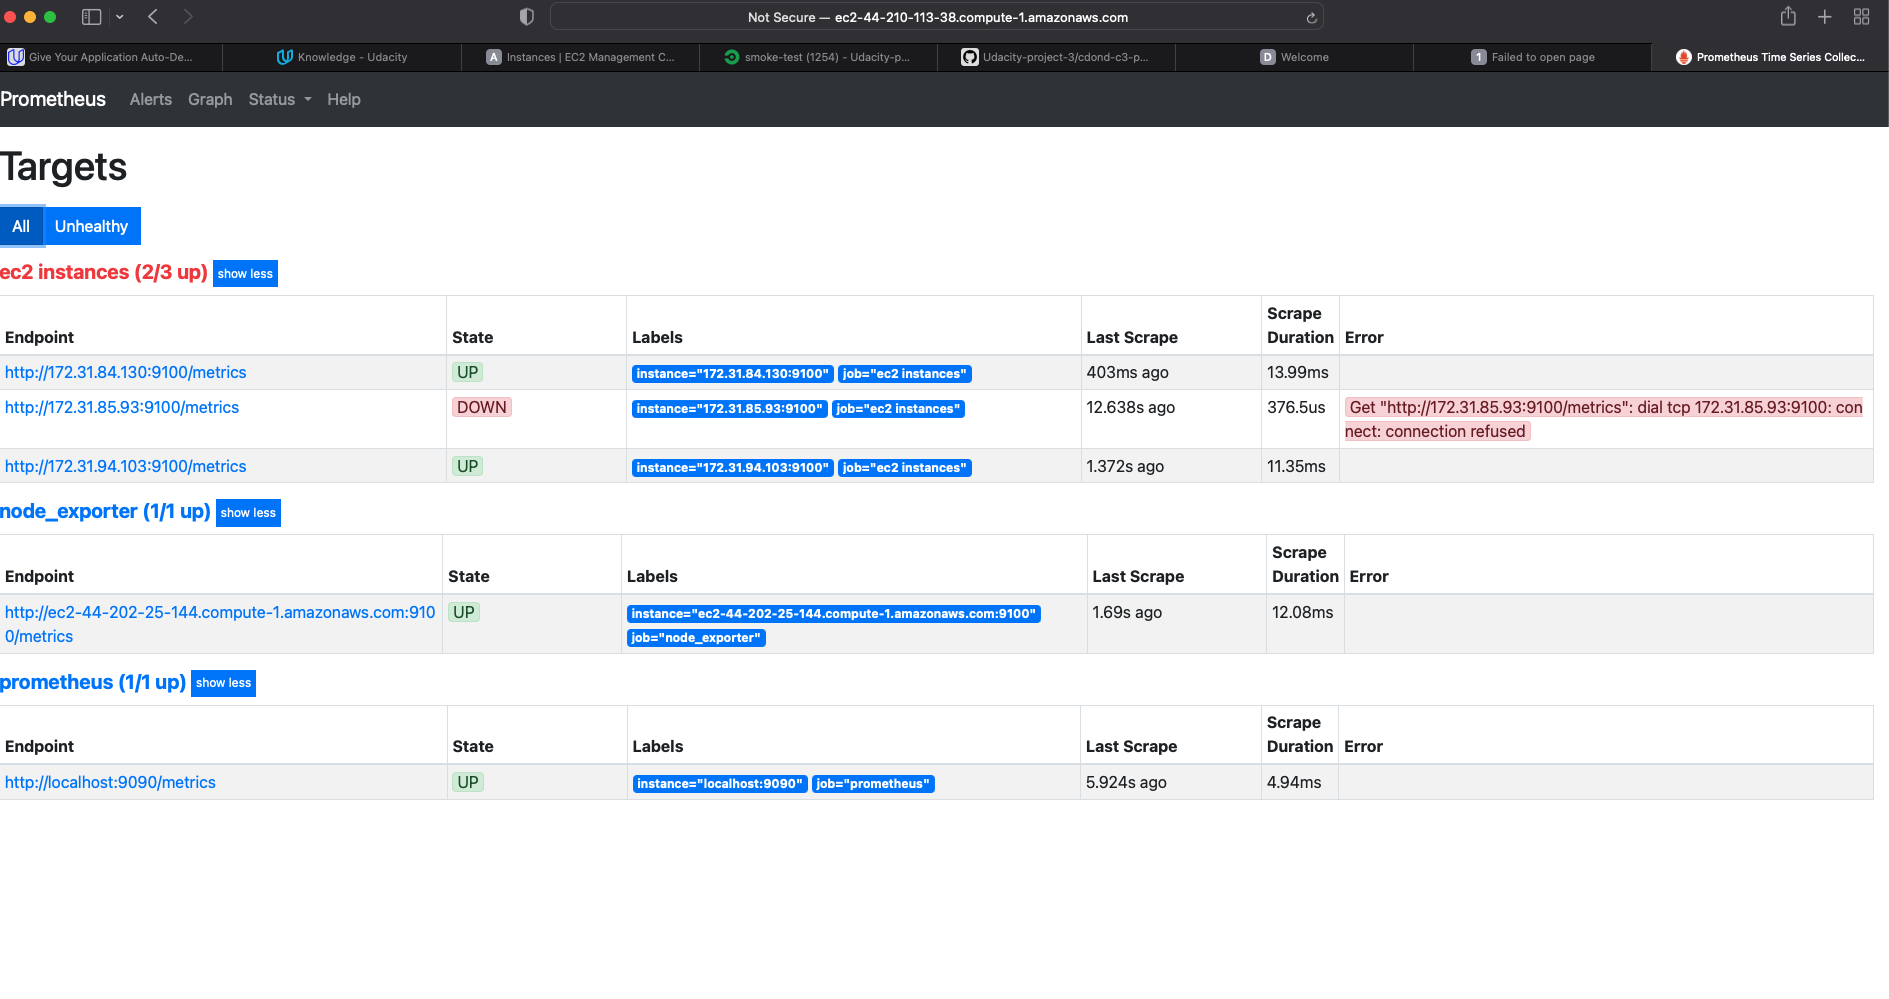 Not Secure — ec2-44-210-113-38.compute-1.amazonaws.com
Give Your Application Auto-De...
Knowledge - Udacity
A Instances | EC2 Management C...
smoke-test (1254) - Udacity-p...
Udacity-project-3/cdond-c3-p...
D Welcome
1 Failed to open page
Prometheus Time Series Collec...
Prometheus Alerts Graph Status Help
Targets
All Unhealthy
ec2 instances (2/3 up) show less
Endpoint State Labels Last Scrape Scrape Duration Error
http://172.31.84.130:9100/metrics UP instance="172.31.84.130:9100" job="ec2 instances" 403ms ago 13.99ms
http://172.31.85.93:9100/metrics DOWN instance="172.31.85.93:9100" job="ec2 instances" 12.638s ago 376.5us Get "http://172.31.85.93:9100/metrics": dial tcp 172.31.85.93:9100: con
nect: connection refused
http://172.31.94.103:9100/metrics UP instance="172.31.94.103:9100" job="ec2 instances" 1.372s ago 11.35ms
node_exporter (1/1 up) show less
Endpoint State Labels Last Scrape Scrape Duration Error
http://ec2-44-202-25-144.compute-1.amazonaws.com:910 UP instance="ec2-44-202-25-144.compute-1.amazonaws.com:9100" 1.69s ago 12.08ms
0/metrics job="node_exporter"
prometheus (1/1 up) show less
Endpoint State Labels Last Scrape Scrape Duration Error
http://localhost:9090/metrics UP instance="localhost:9090" job="prometheus" 5.924s ago 4.94ms